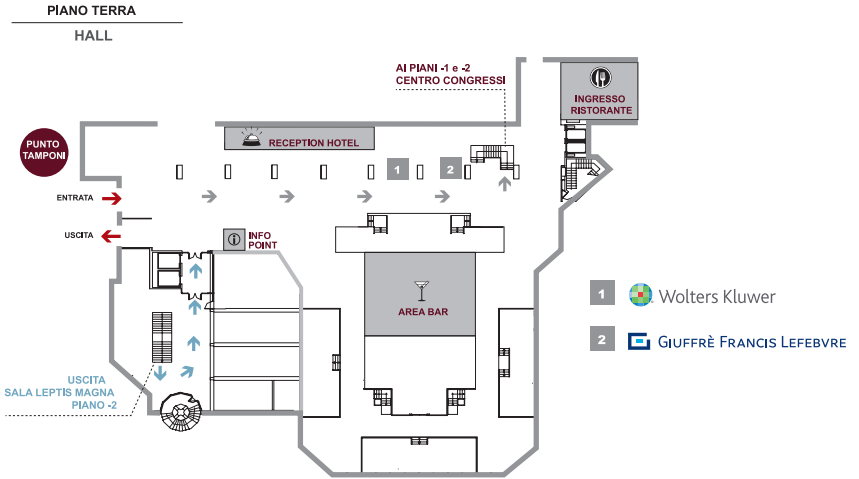 PIANO TERRA
HALL
AI PIANI -1 e -2
CENTRO CONGRESSI
INGRESSO
RISTORANTE
PUNTO
TAMPONI
RECEPTION HOTEL
1
2
ENTRATA
USCITA
INFO
POINT
AREA BAR
1 Wolters Kluwer
2 GIUFFRÈ FRANCIS LEFEBVRE
USCITA
SALA LEPTIS MAGNA
PIANO -2